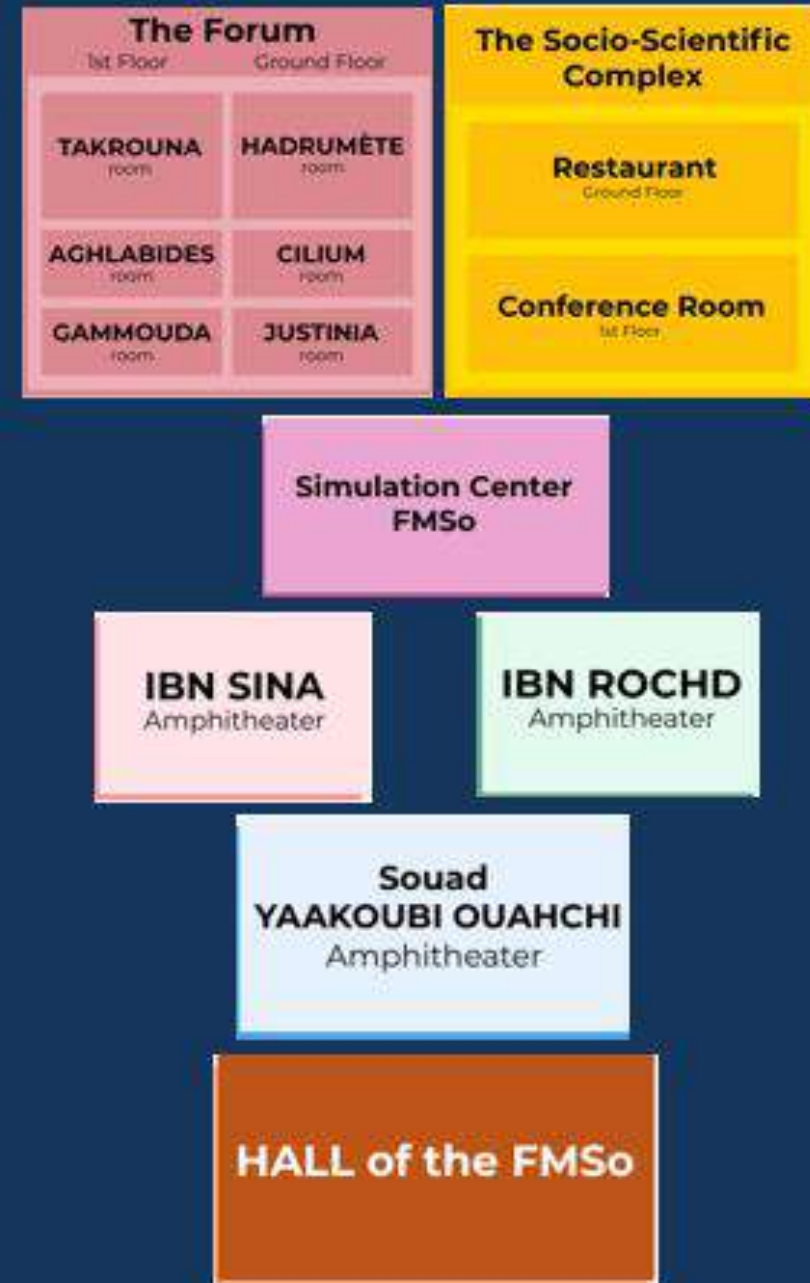 The Forum
1st Floor Ground Floor
TAKROUNA HADRUMÈTE
room room
AGHLABIDES CILIUM
room room
GAMMOUDA JUSTINIA
room room
The Socio-Scientific
Complex
Restaurant
Ground Floor
Conference Room
1st Floor
Simulation Center
FMSo
IBN SINA
Amphitheater
IBN ROCHD
Amphitheater
Souad
YAAKOUBI OUAHCHI
Amphitheater
HALL of the FMSo